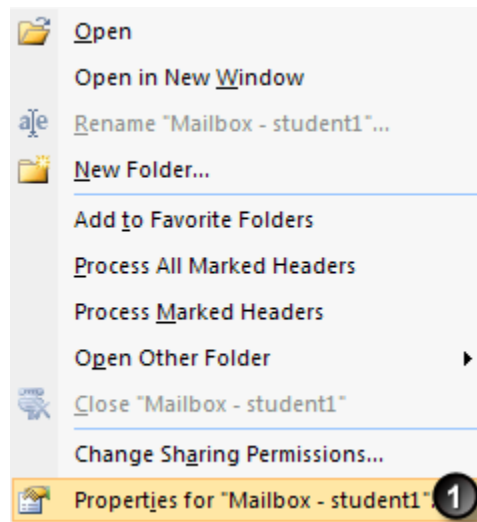 Open
Open in New Window
Rename "Mailbox - student1"...
New Folder...
Add to Favorite Folders
Process All Marked Headers
Process Marked Headers
Open Other Folder
Close "Mailbox - student1"
Change Sharing Permissions...
Properties for "Mailbox - student1". 1